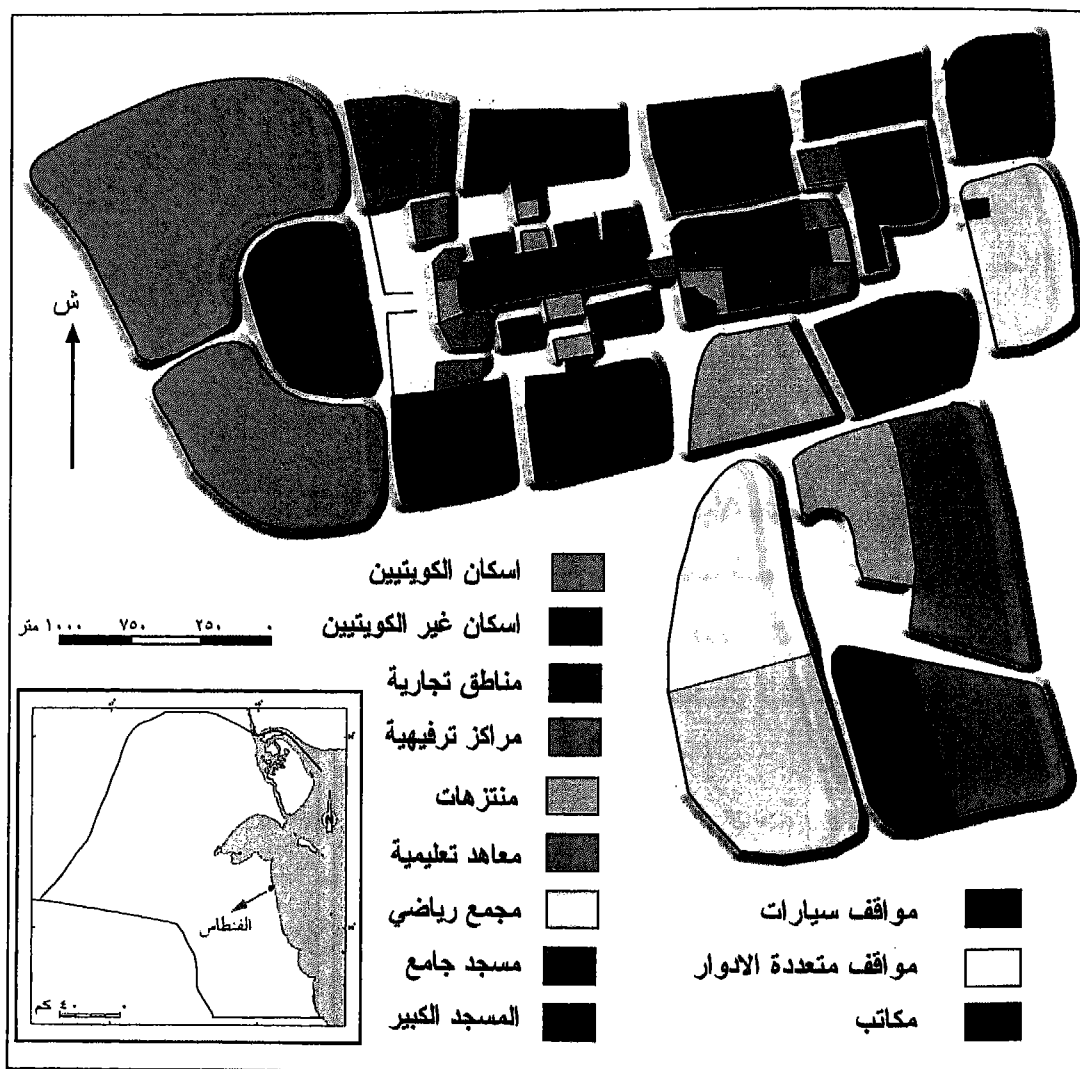 ش
اسكان الكويتيين
اسكان غير الكويتيين
مناطق تجارية
مراكز ترفيهية
منتزهات
معاهد تعليمية
مجمع رياضي
مسجد جامع
المسجد الكبير
مواقف سيارات
مواقف متعددة الادوار
مكاتب
٠ ٢٥٠ ٧٥٠ ١٠٠٠ متر
الفنطاس
٠ ٤٠ كم